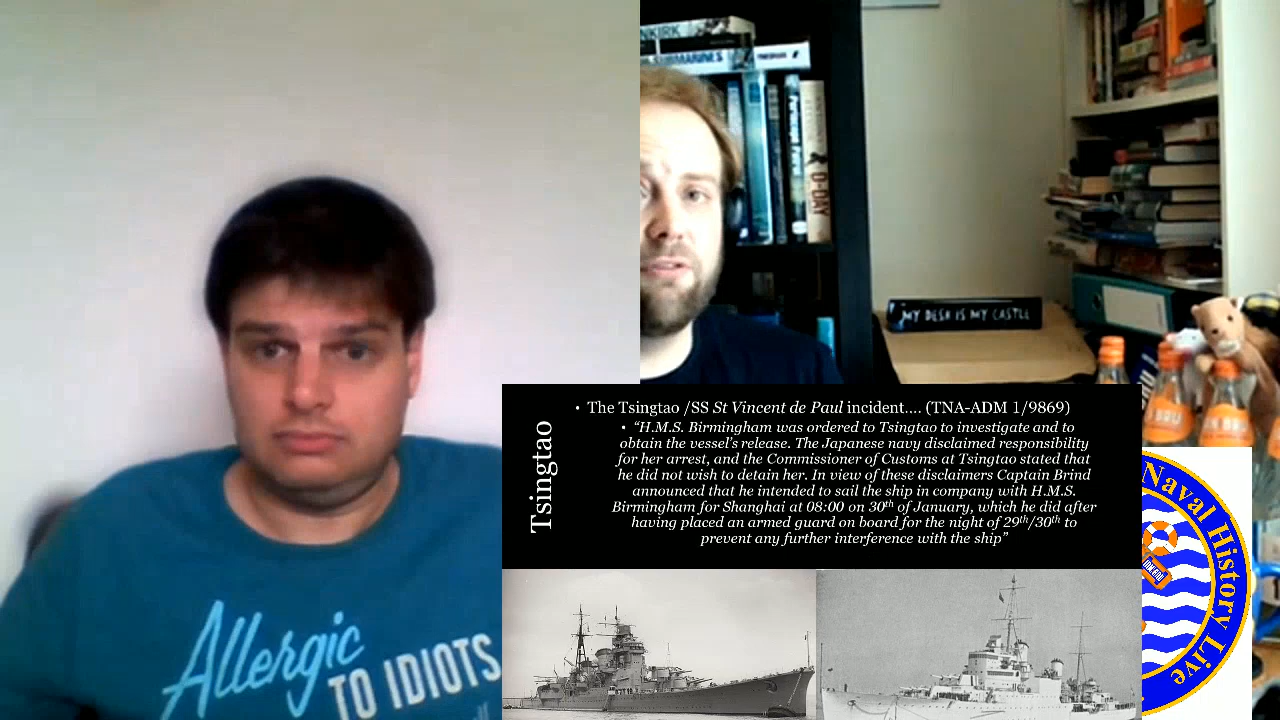 NKIRK
SUBMARINES
D-DAY
MY DESK IS MY CASTLE
BRU
N BRU
Tsingtao
• The Tsingtao /SS St Vincent de Paul incident.... (TNA-ADM 1/9869)
• “H.M.S. Birmingham was ordered to Tsingtao to investigate and to
obtain the vessel's release. The Japanese navy disclaimed responsibility
for her arrest, and the Commissioner of Customs at Tsingtao stated that
he did not wish to detain her. In view of these disclaimers Captain Brind
announced that he intended to sail the ship in company with H.M.S.
Birmingham for Shanghai at 08:00 on 30th of January, which he did after
having placed an armed guard on board for the night of 29th/30th to
prevent any further interference with the ship”
Naval History Live
Allergic
TO IDIOTS